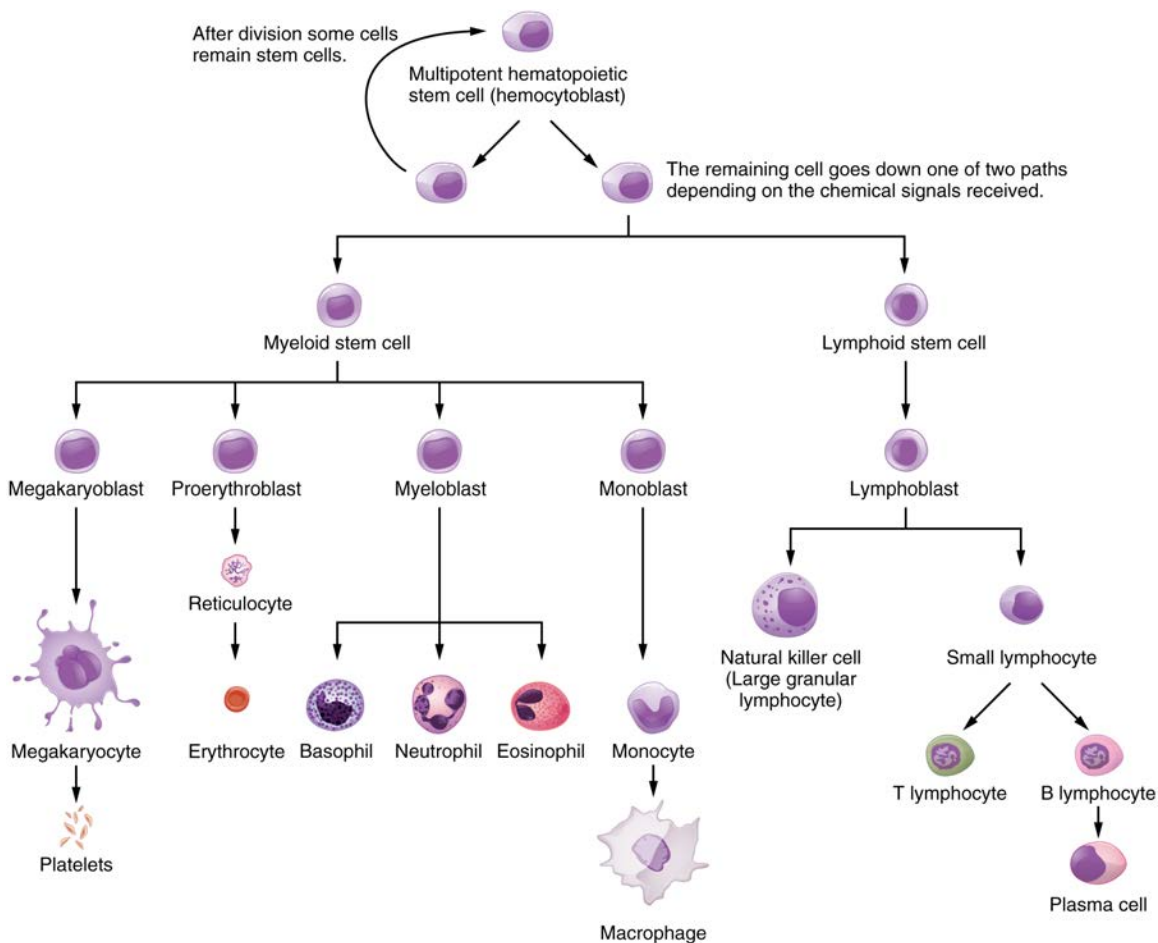 After division some cells
remain stem cells.
Multipotent hematopoietic
stem cell (hemocytoblast)
The remaining cell goes down one of two paths
depending on the chemical signals received.
Myeloid stem cell
Lymphoid stem cell
Megakaryoblast
Proerythroblast
Myeloblast
Monoblast
Lymphoblast
Reticulocyte
Natural killer cell
(Large granular
lymphocyte)
Small lymphocyte
Megakaryocyte
Erythrocyte
Basophil
Neutrophil
Eosinophil
Monocyte
T lymphocyte
B lymphocyte
Platelets
Macrophage
Plasma cell